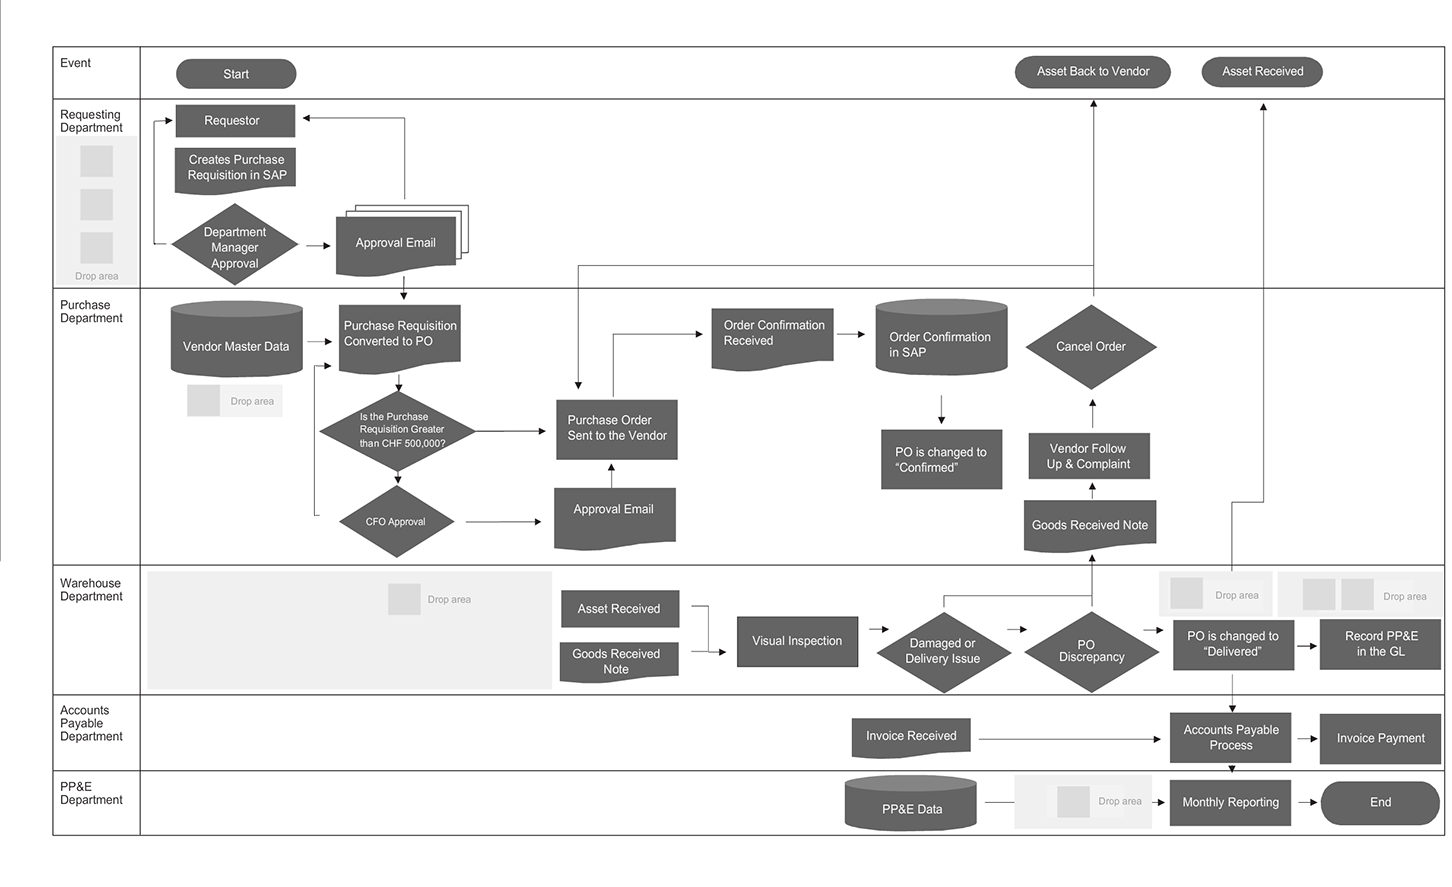 Event
Start
Asset Back to Vendor
Asset Received
Requesting
Department
Requestor
Creates Purchase
Requisition in SAP
Department
Manager
Approval
Approval Email
Drop area
Purchase
Department
Vendor Master Data
Drop area
Purchase Requisition
Converted to PO
Is the Purchase
Requisition Greater
than CHF 500,000?
CFO Approval
Purchase Order
Sent to the Vendor
Approval Email
Order Confirmation
Received
Order Confirmation
in SAP
PO is changed to
“Confirmed”
Cancel Order
Vendor Follow
Up & Complaint
Goods Received Note
Warehouse
Department
Drop area
Asset Received
Goods Received
Note
Visual Inspection
Damaged or
Delivery Issue
PO
Discrepancy
Drop area
Drop area
PO is changed to
“Delivered”
Record PP&E
in the GL
Accounts
Payable
Department
Invoice Received
Accounts Payable
Process
Invoice Payment
PP&E
Department
PP&E Data
Drop area
Monthly Reporting
End